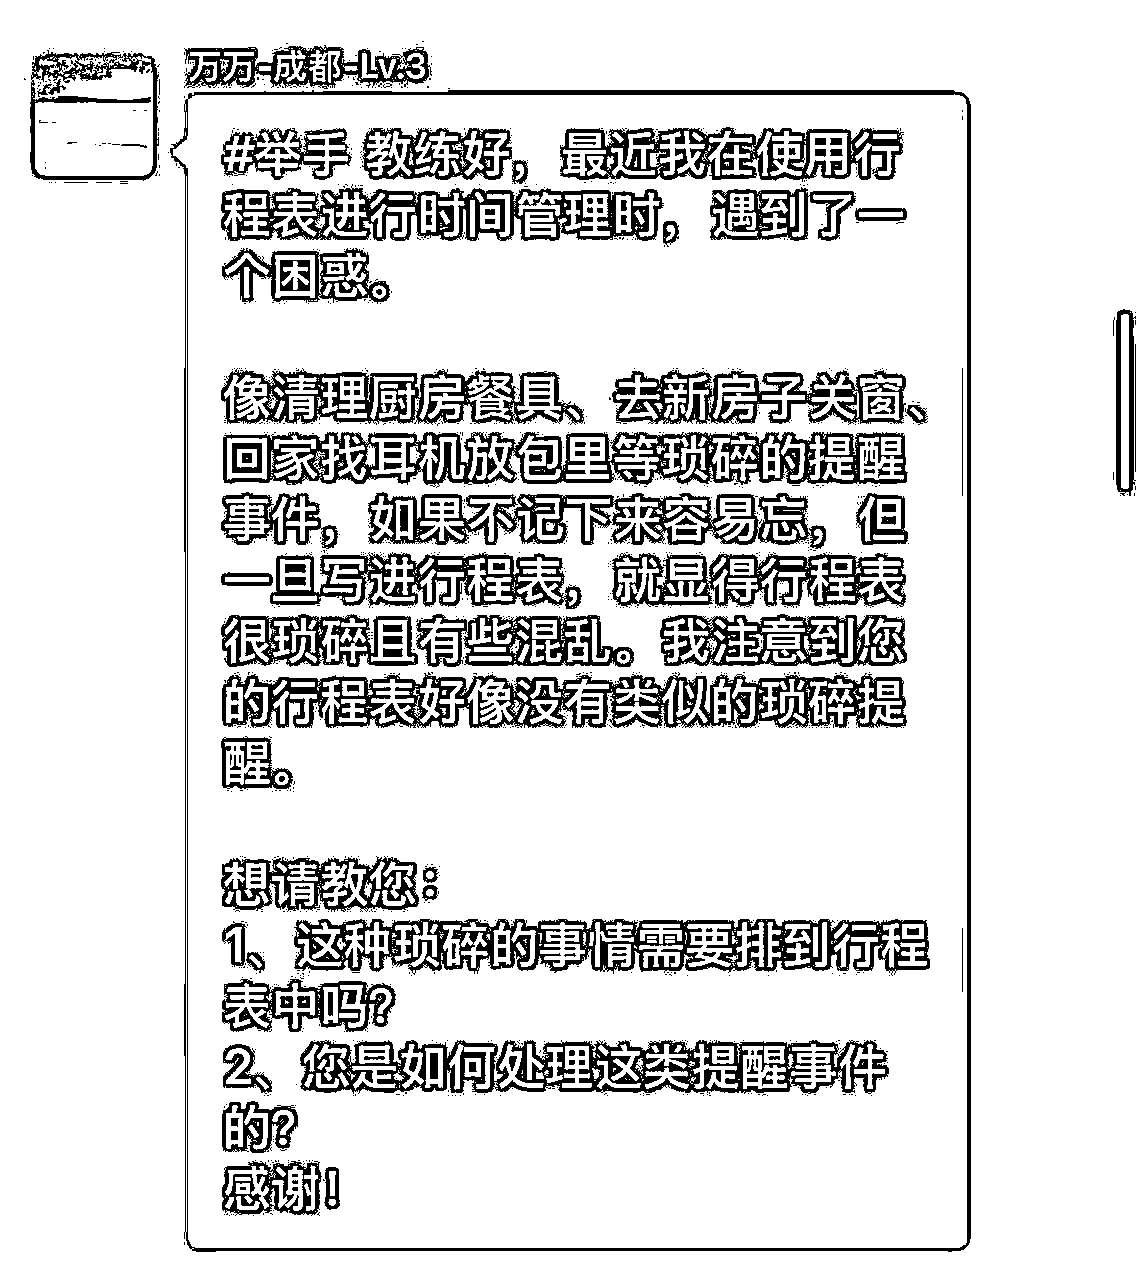 万万-成都-Lv.3
#举手 教练好，最近我在使用行
程表进行时间管理时，遇到了一
个困惑。
像清理厨房餐具、去新房子关窗、
回家找耳机放包里等琐碎的提醒
事件，如果不记下来容易忘，但
一旦写进行程表，就显得行程表
很琐碎且有些混乱。我注意到您
的行程表好像没有类似的琐碎提
醒。
想请教您：
1、这种琐碎的事情需要排到行程
表中吗？
2、您是如何处理这类提醒事件
的？
感谢！